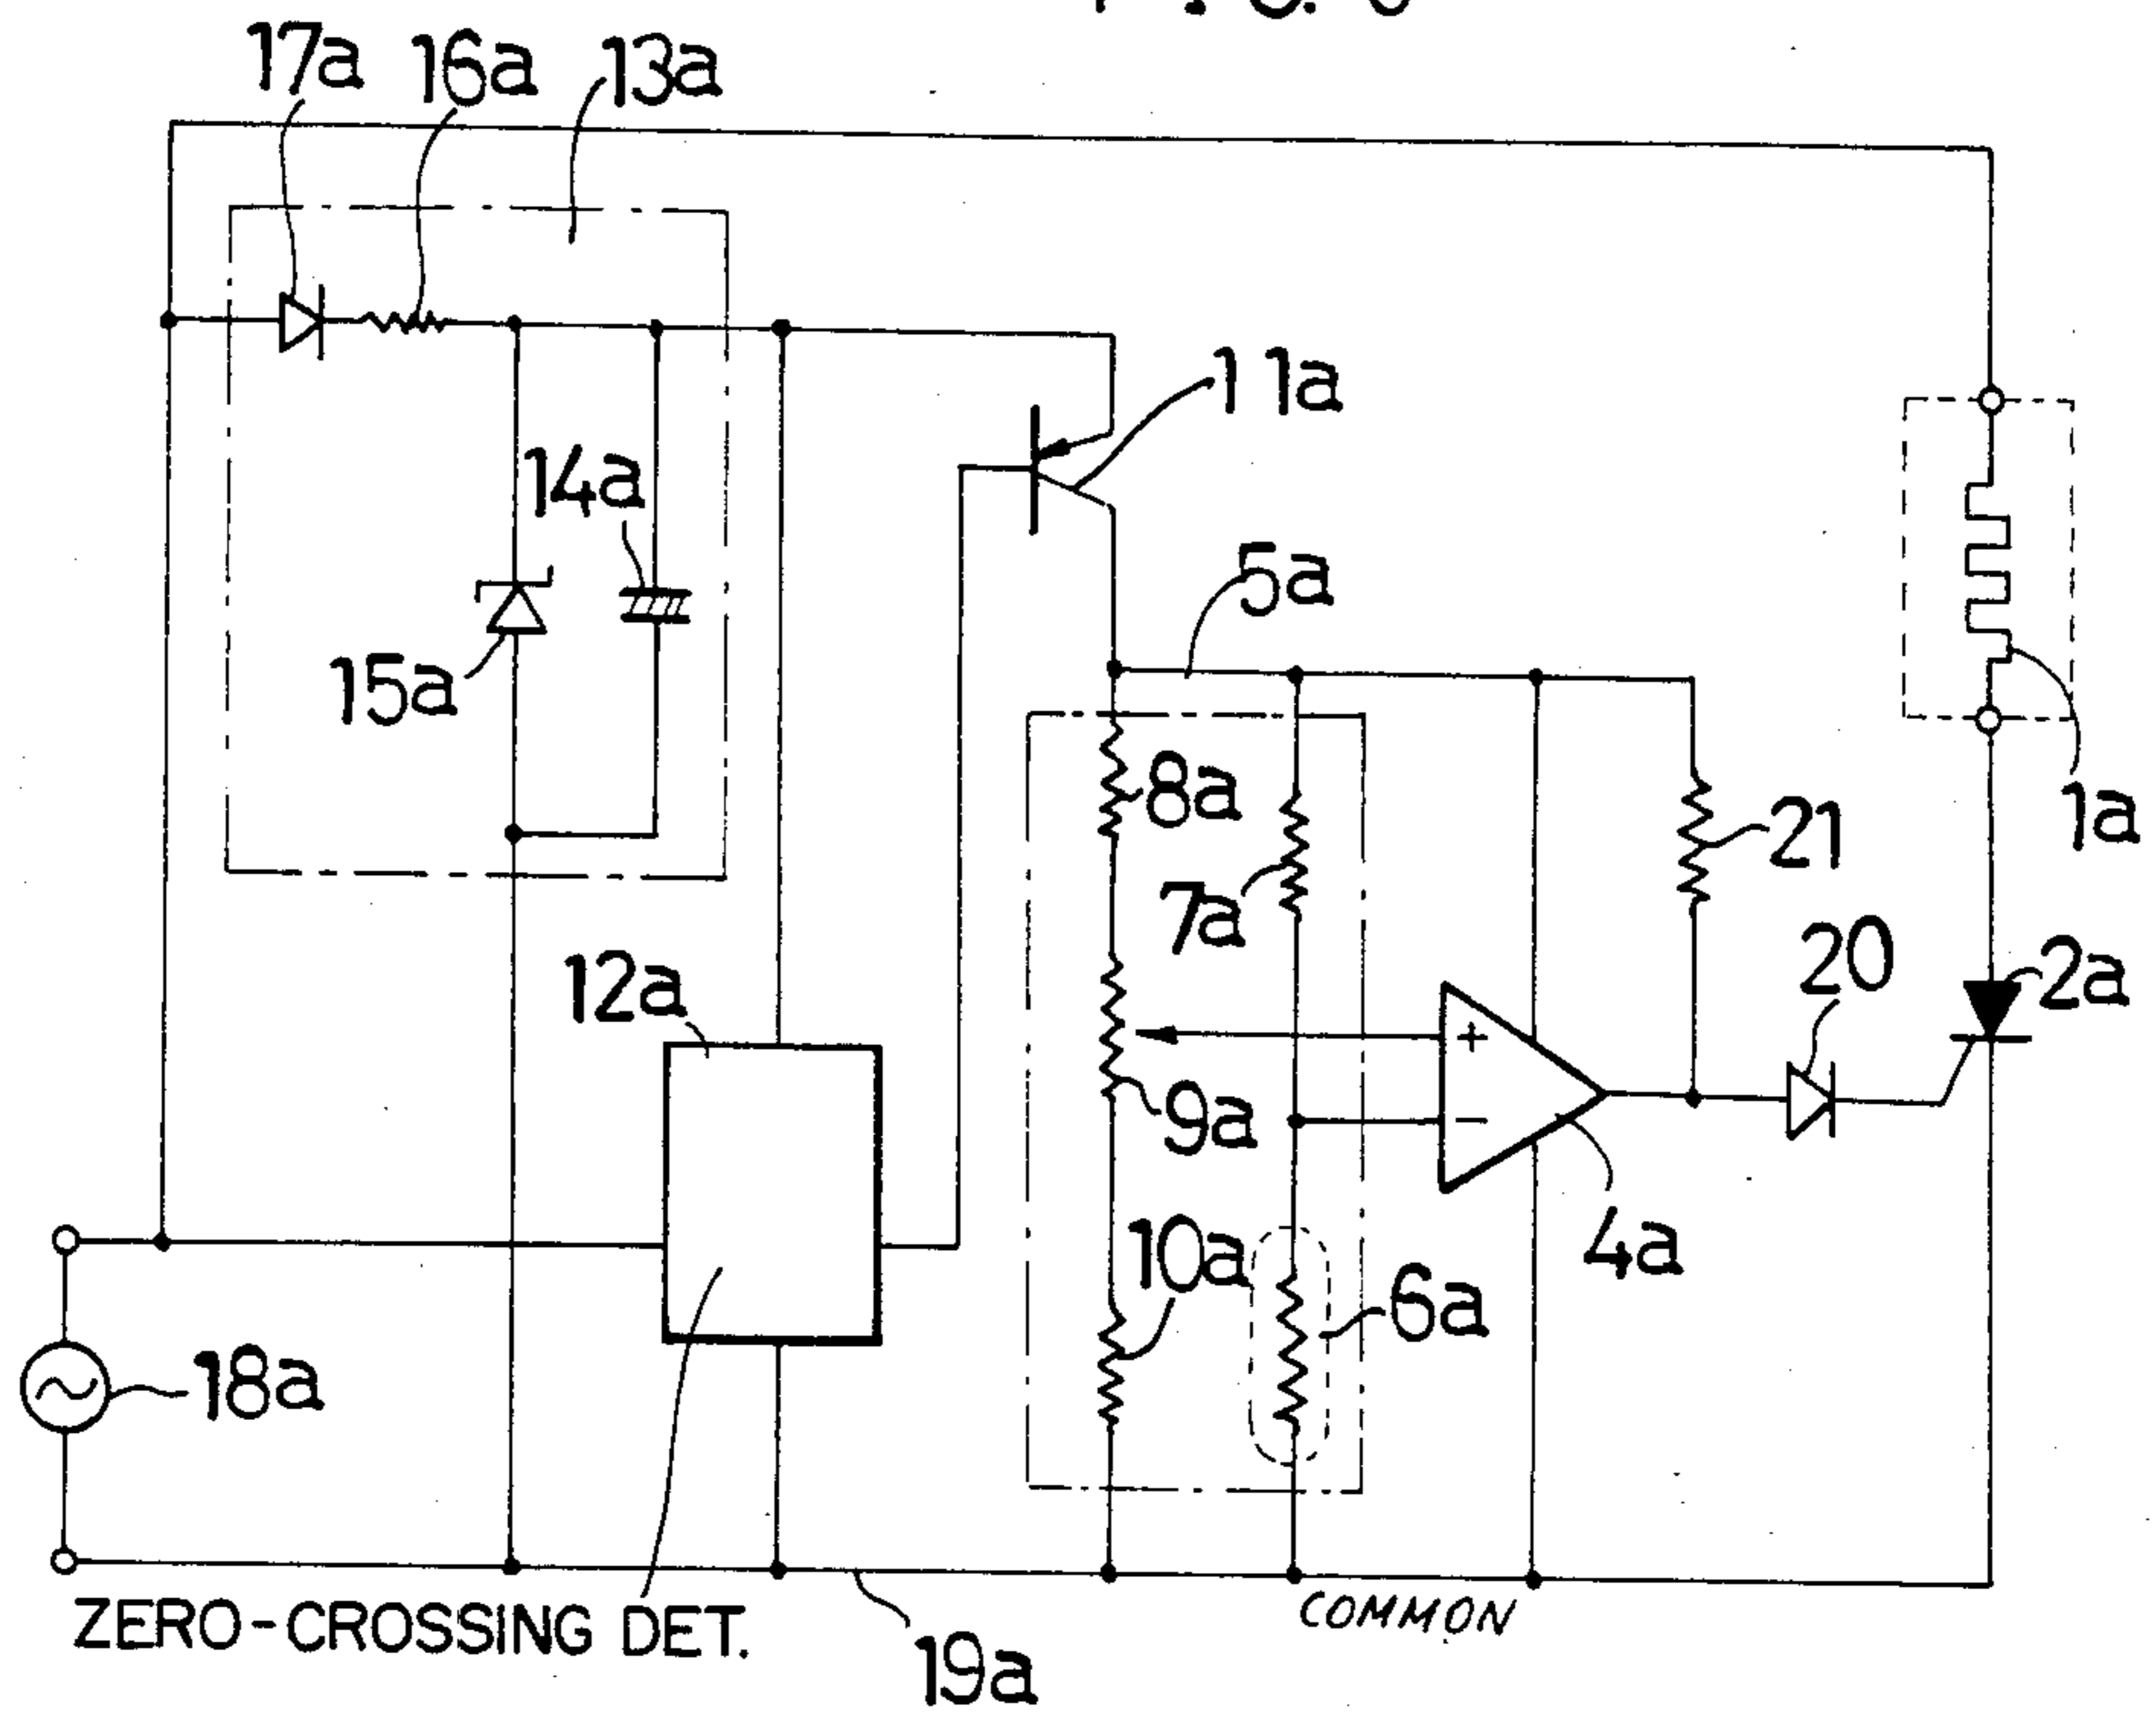 17a 16a 13a
11a
14a
5a
15a
8a
1a
21
7a
20
2a
12a
+
9a
−
4a
10a
6a
18a
COMMON
ZERO-CROSSING DET.
19a